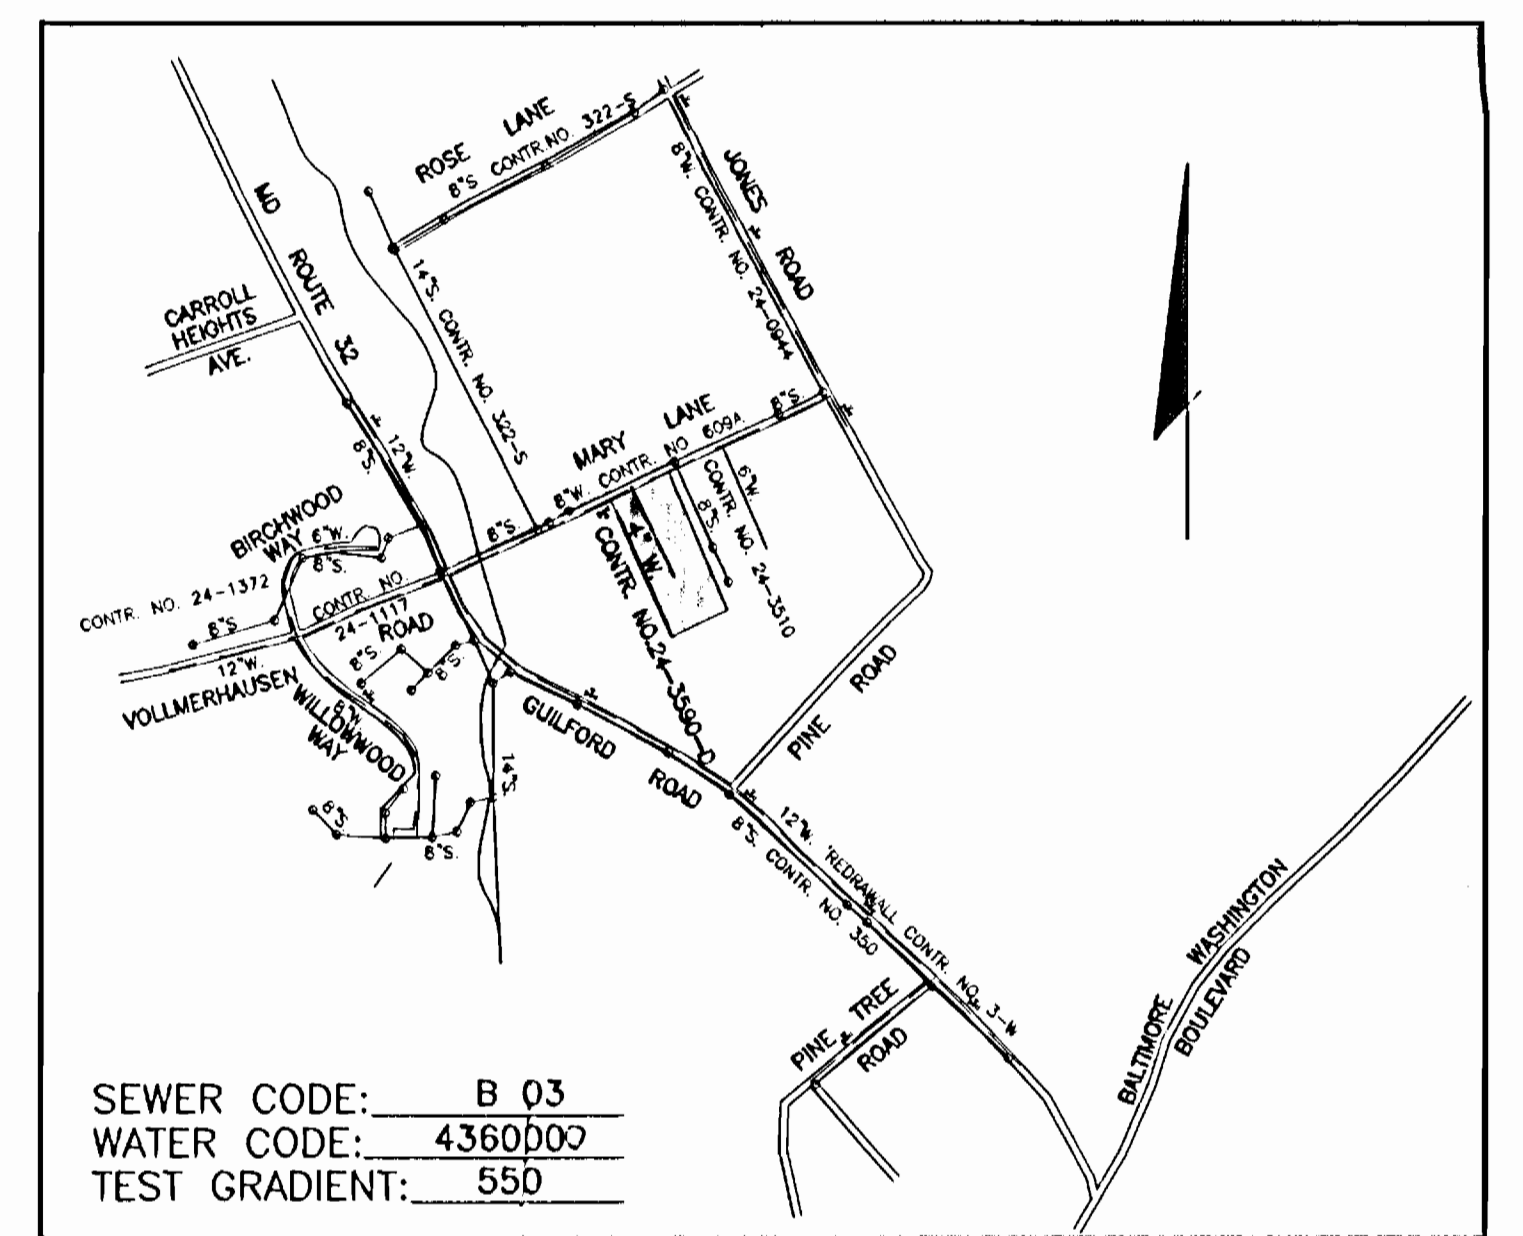 ROSE LANE
8"S CONTR.NO. 322-S
JONES ROAD
8"W. CONTR. NO. 24-0944
MD ROUTE 32
CARROLL
HEIGHTS
AVE.
14"S. CONTR. NO. 322-S
12"W.
8"S.
MARY LANE
8"S. 8"W. CONTR. NO 609A. 8"S.
6"W.
CONTR. NO. 24-3510
8"S.
4" W.
CONTR. NO.24-3590-D
BIRCHWOOD
WAY 6"W.
8"S.
CONTR. NO. 24-1372
8"S
CONTR. NO.
24-1117
ROAD
12"W.
VOLLMERHAUSEN
8"S.
8"S.
8"W.
WILLOWWOOD
WAY
14"S.
8"S
8"S.
GUILFORD ROAD
PINE ROAD
12"W. 'REDRAWALL CONTR. NO. 3-W
8"S. CONTR. NO. 350
PINE TREE
ROAD
BALTIMORE WASHINGTON
BOULEVARD
SEWER CODE: B 03
WATER CODE: 4360000
TEST GRADIENT: 550